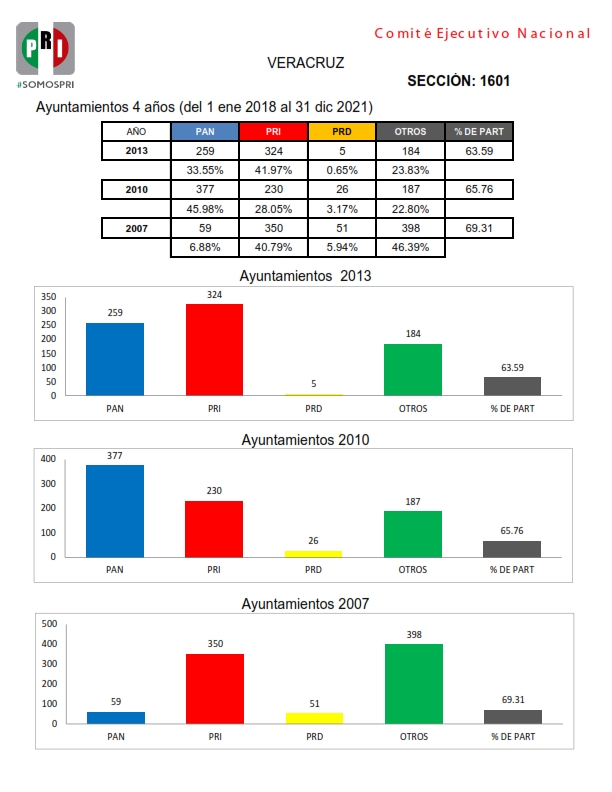 Comité Ejecutivo Nacional
PRI
#SOMOSPRI
VERACRUZ
SECCIÓN: 1601
Ayuntamientos 4 años (del 1 ene 2018 al 31 dic 2021)
AÑO PAN PRI PRD OTROS % DE PART
2013 259 324 5 184 63.59
33.55% 41.97% 0.65% 23.83%
2010 377 230 26 187 65.76
45.98% 28.05% 3.17% 22.80%
2007 59 350 51 398 69.31
6.88% 40.79% 5.94% 46.39%
Ayuntamientos 2013
350
300
250
200
150
100
50
0
259
324
5
184
63.59
PAN PRI PRD OTROS % DE PART
Ayuntamientos 2010
400
300
200
100
0
377
230
26
187
65.76
PAN PRI PRD OTROS % DE PART
Ayuntamientos 2007
500
400
300
200
100
0
59
350
51
398
69.31
PAN PRI PRD OTROS % DE PART